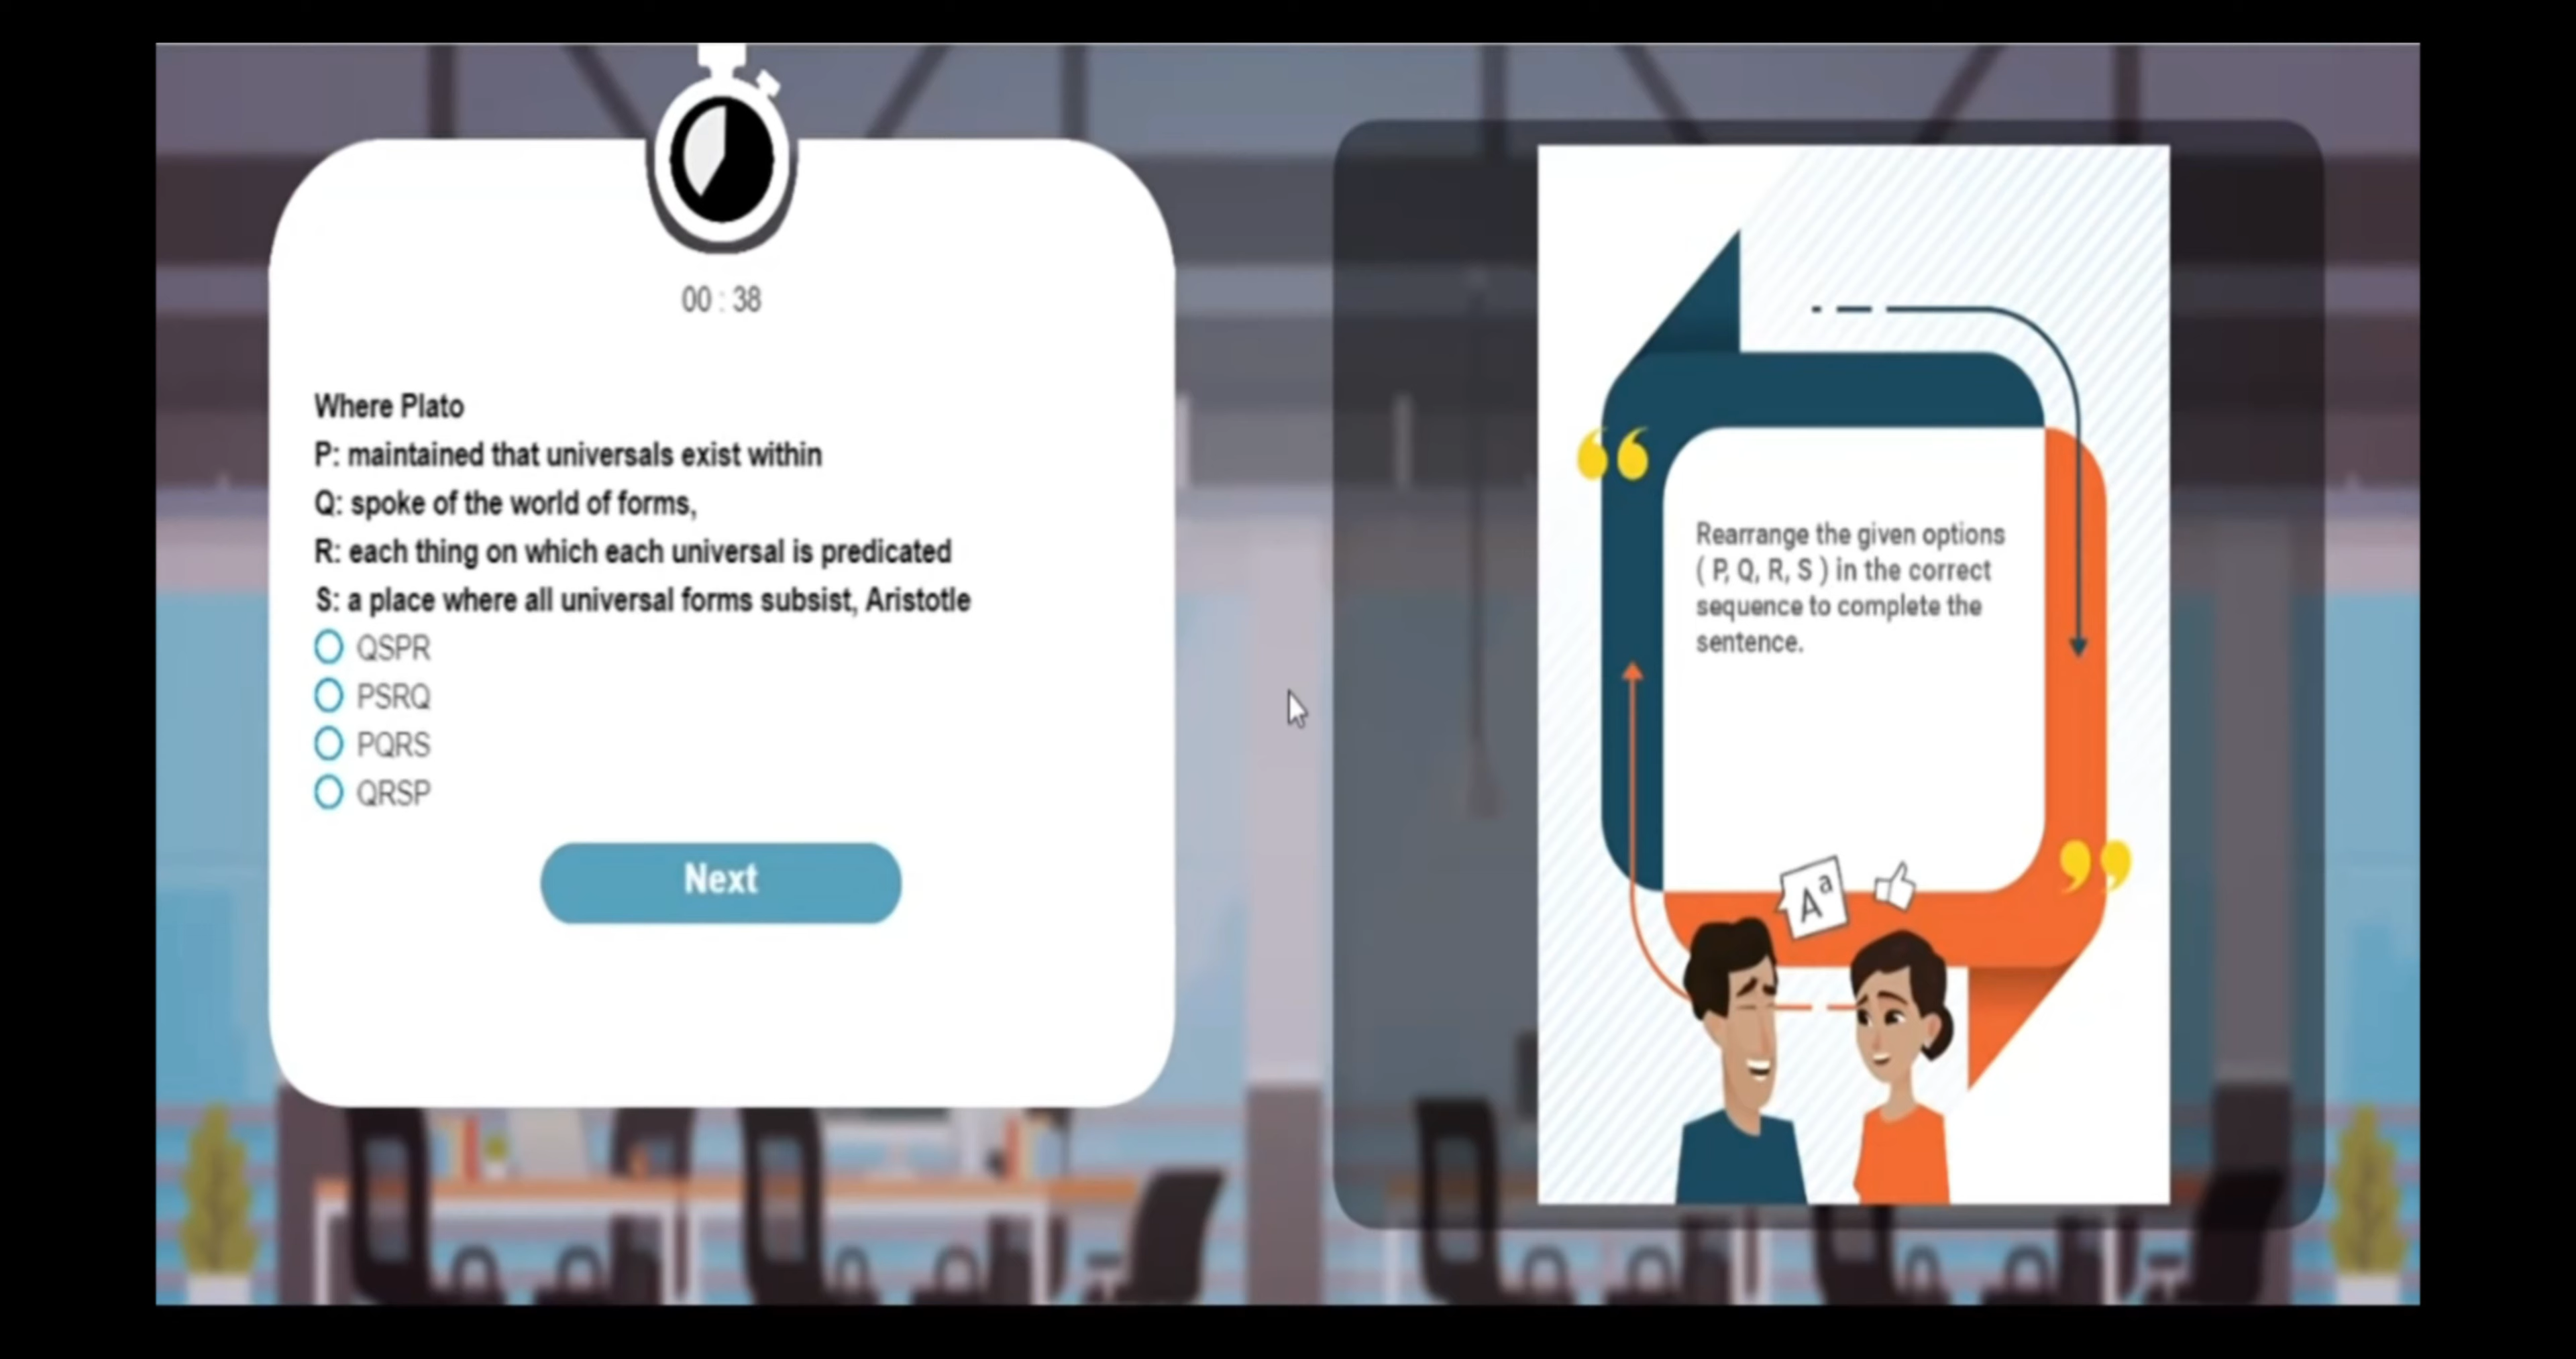 00 : 38
Where Plato
P: maintained that universals exist within
Q: spoke of the world of forms,
R: each thing on which each universal is predicated
S: a place where all universal forms subsist, Aristotle
QSPR
PSRQ
PQRS
QRSP
Next
Rearrange the given options
( P, Q, R, S ) in the correct
sequence to complete the
sentence.
Aa